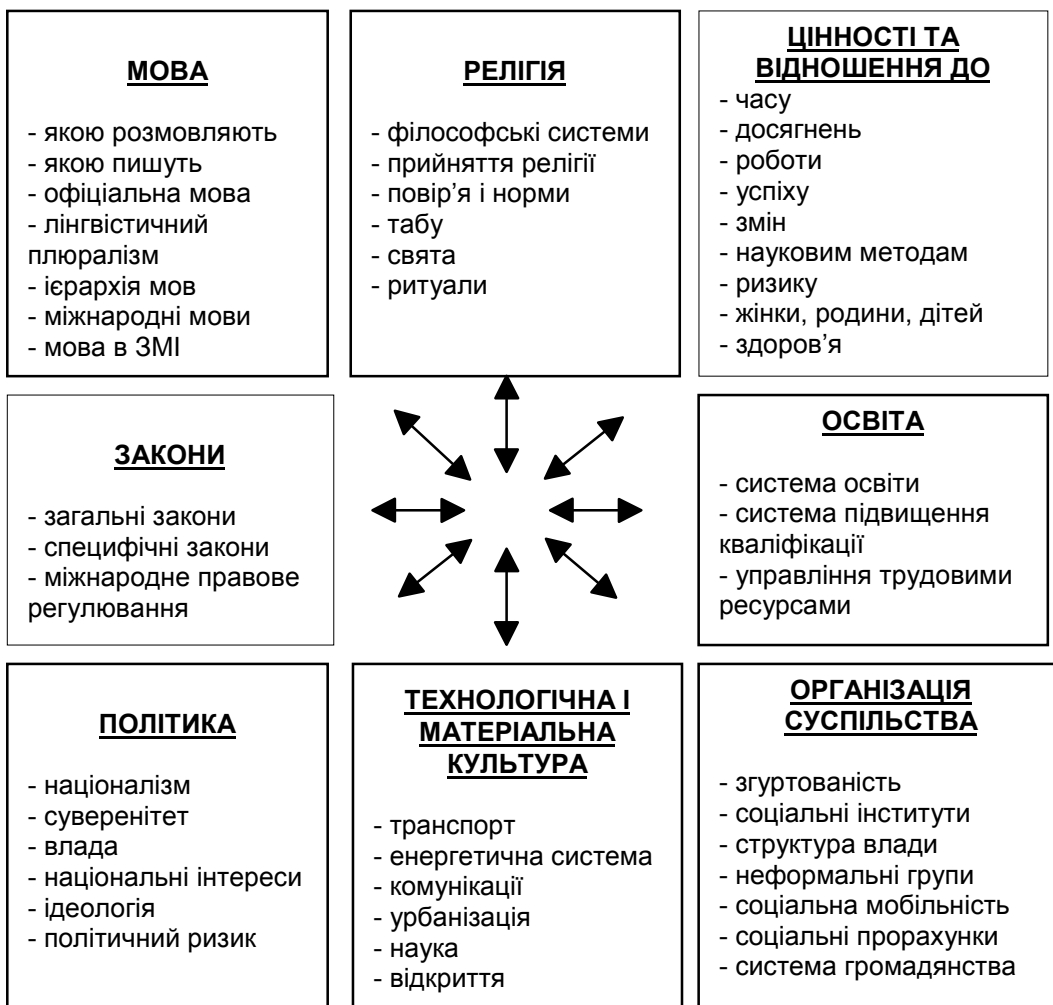 МОВА
- якою розмовляють
- якою пишуть
- офіціальна мова
- лінгвістичний
плюралізм
- ієрархія мов
- міжнародні мови
- мова в ЗМІ
РЕЛІГІЯ
- філософські системи
- прийняття релігії
- повір’я і норми
- табу
- свята
- ритуали
ЦІННОСТІ ТА
ВІДНОШЕННЯ ДО
- часу
- досягнень
- роботи
- успіху
- змін
- науковим методам
- ризику
- жінки, родини, дітей
- здоров’я
ЗАКОНИ
- загальні закони
- специфічні закони
- міжнародне правове
регулювання
ОСВІТА
- система освіти
- система підвищення
кваліфікації
- управління трудовими
ресурсами
ПОЛІТИКА
- націоналізм
- суверенітет
- влада
- національні інтереси
- ідеологія
- політичний ризик
ТЕХНОЛОГІЧНА І
МАТЕРІАЛЬНА
КУЛЬТУРА
- транспорт
- енергетична система
- комунікації
- урбанізація
- наука
- відкриття
ОРГАНІЗАЦІЯ
СУСПІЛЬСТВА
- згуртованість
- соціальні інститути
- структура влади
- неформальні групи
- соціальна мобільність
- соціальні прорахунки
- система громадянства